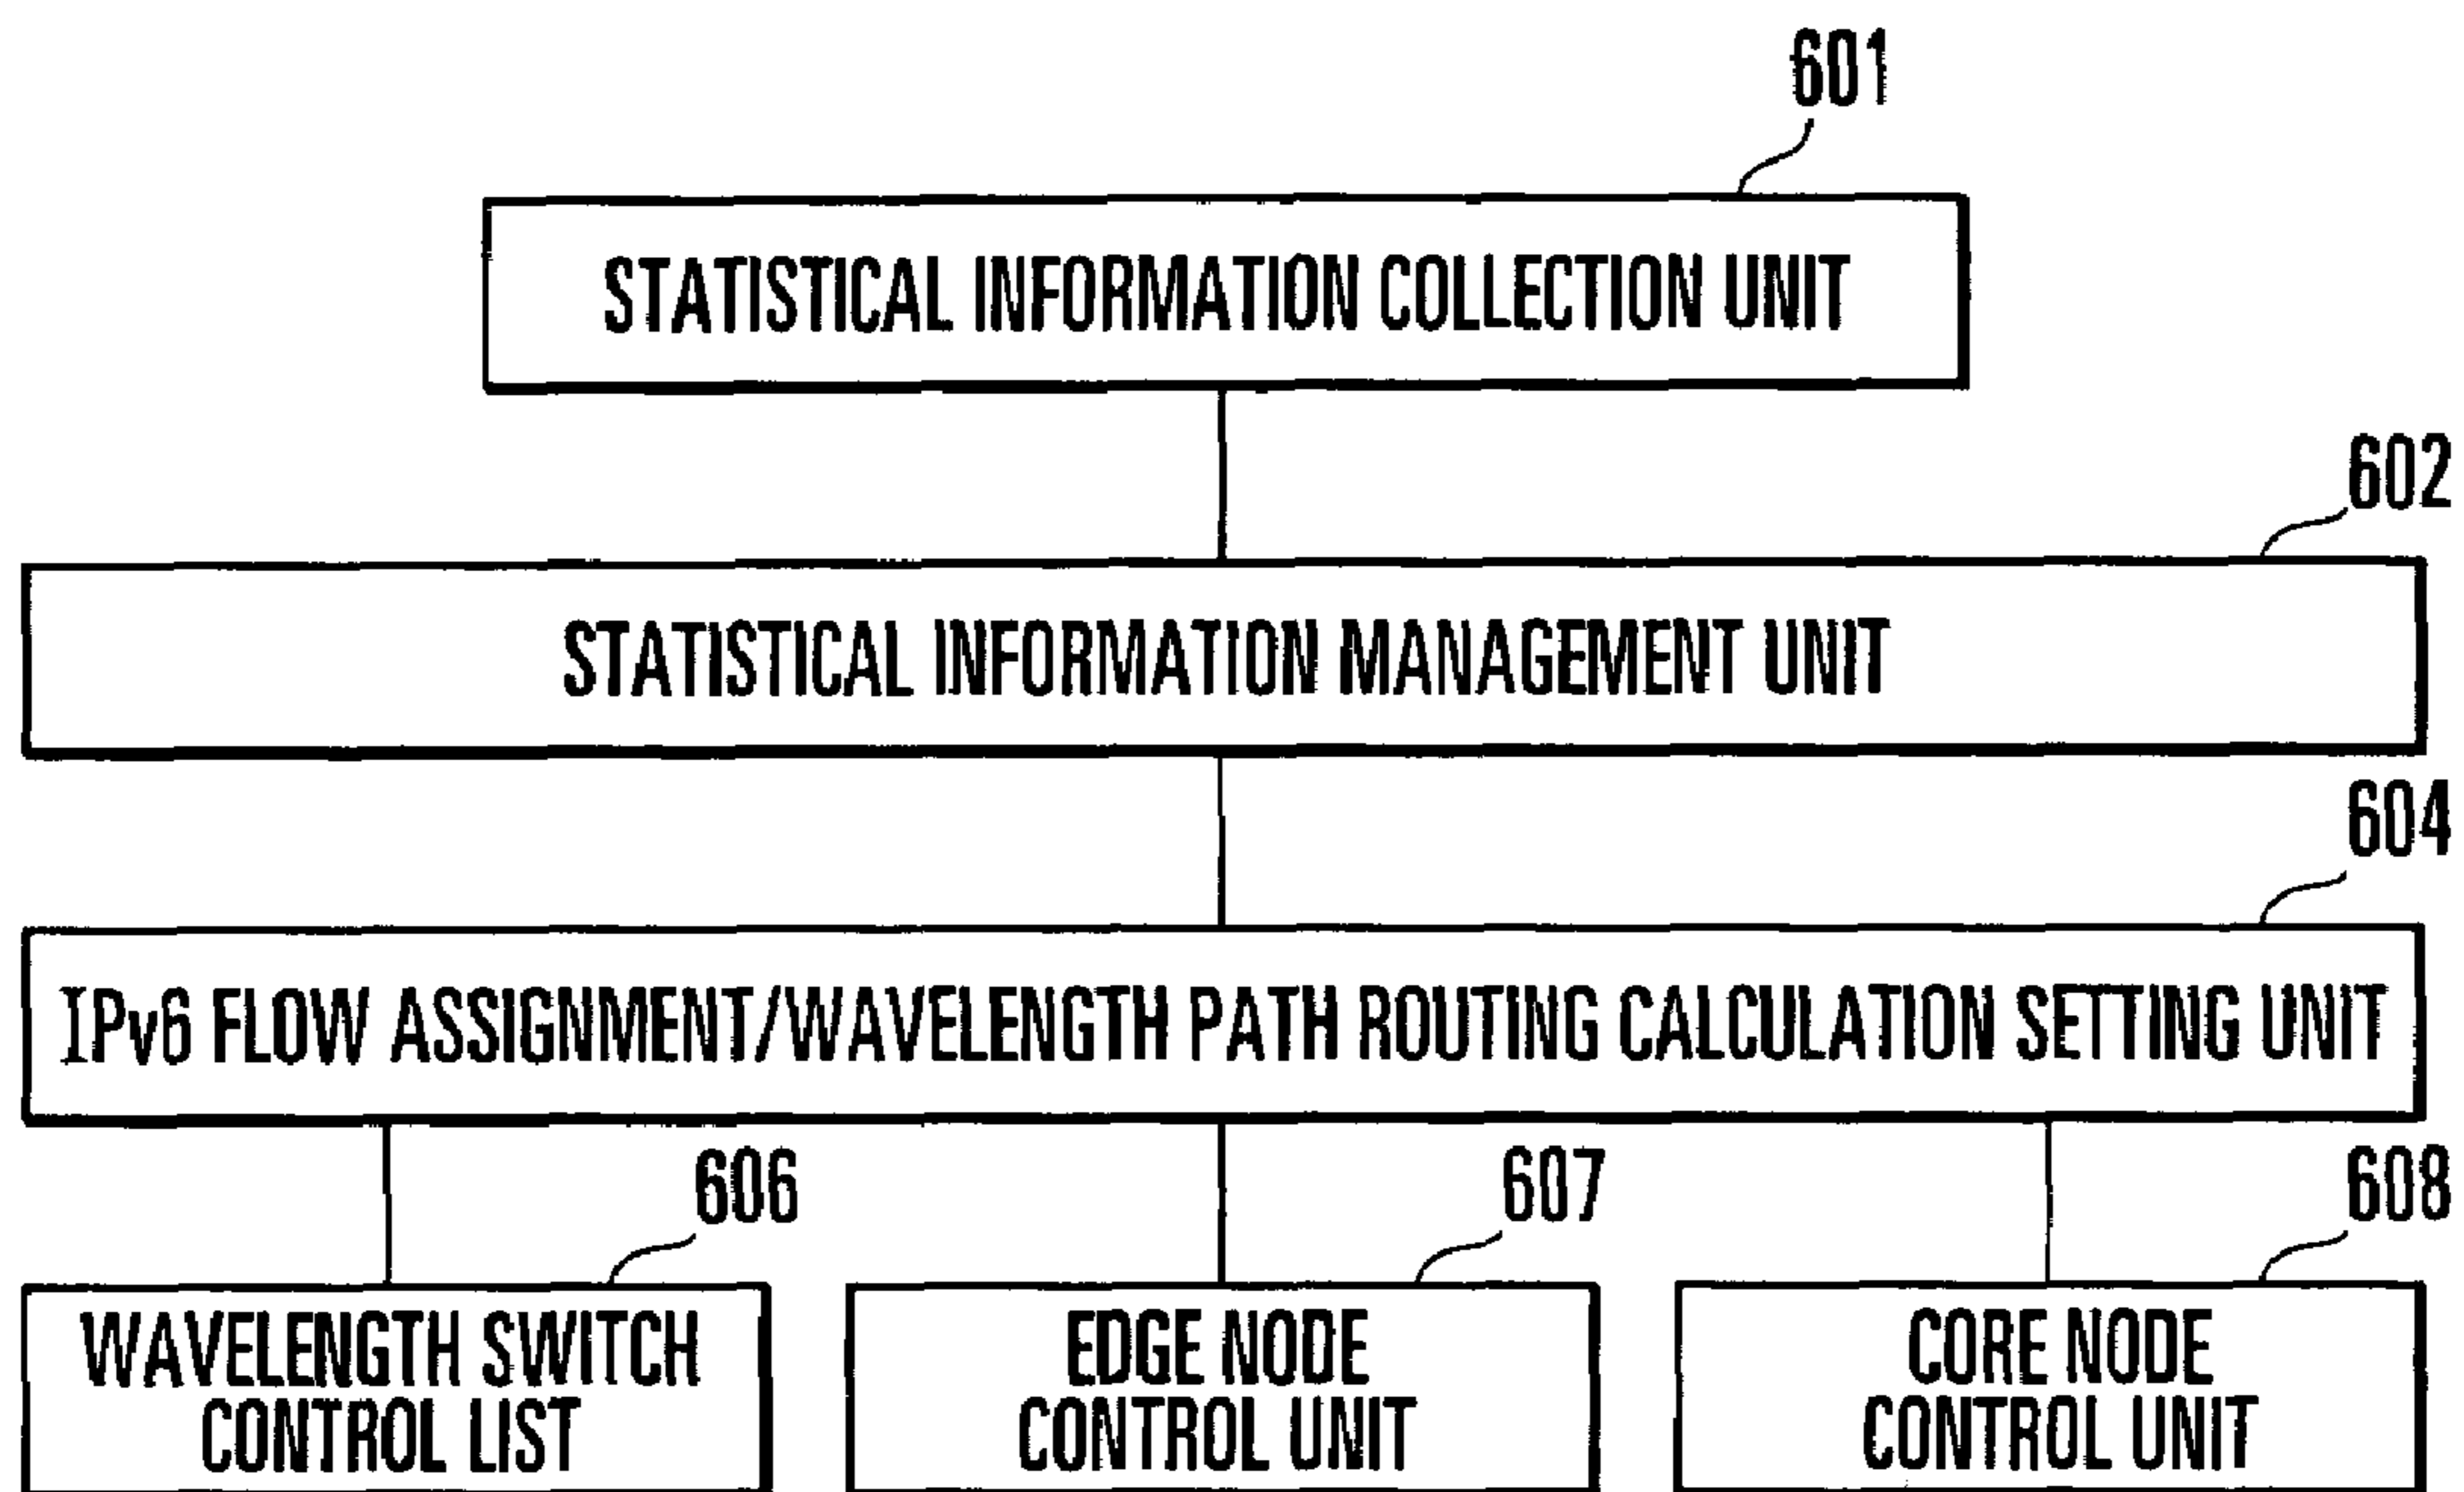 601
STATISTICAL INFORMATION COLLECTION UNIT
602
STATISTICAL INFORMATION MANAGEMENT UNIT
604
IPv6 FLOW ASSIGNMENT/WAVELENGTH PATH ROUTING CALCULATION SETTING UNIT
606
607
608
WAVELENGTH SWITCH
CONTROL LIST
EDGE NODE
CONTROL UNIT
CORE NODE
CONTROL UNIT